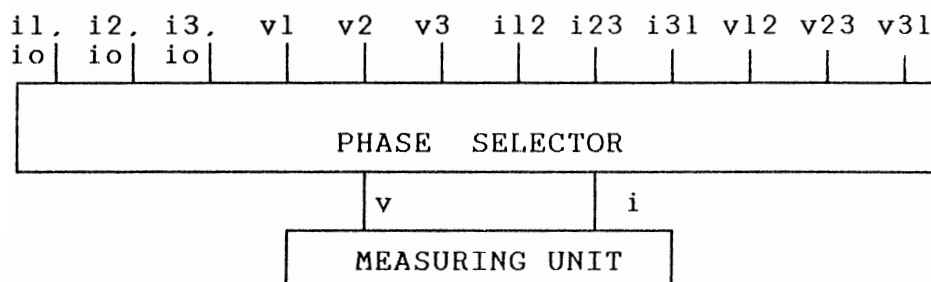 i1, i2, i3, v1 v2 v3 i12 i23 i31 v12 v23 v31
io io io
PHASE SELECTOR
v i
MEASURING UNIT